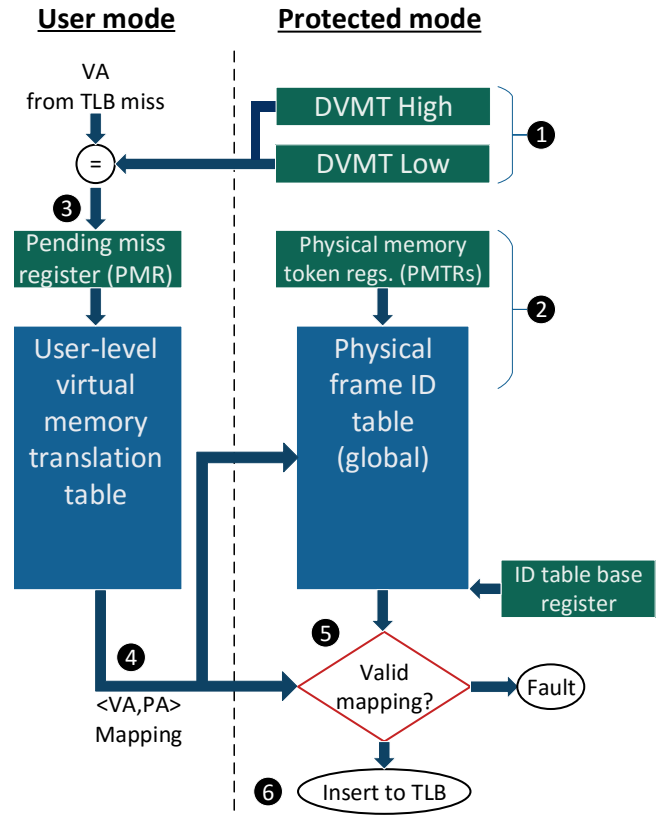 User mode
Protected mode
VA
from TLB miss
DVMT High
DVMT Low
1
=
3
Pending miss
register (PMR)
Physical memory
token regs. (PMTRs)
2
User-level
virtual
memory
translation
table
Physical
frame ID
table
(global)
ID table base
register
4
5
<VA,PA>
Mapping
Valid
mapping?
Fault
6
Insert to TLB